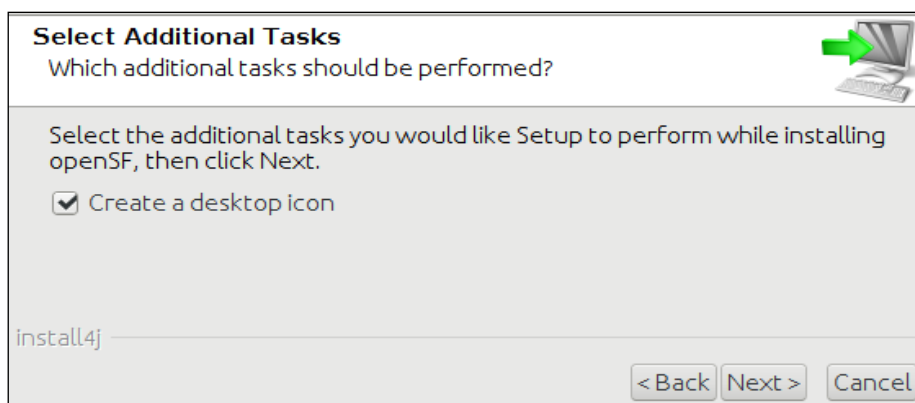 Select Additional Tasks
Which additional tasks should be performed?
Select the additional tasks you would like Setup to perform while installing
openSF, then click Next.
Create a desktop icon
install4j
< Back Next > Cancel